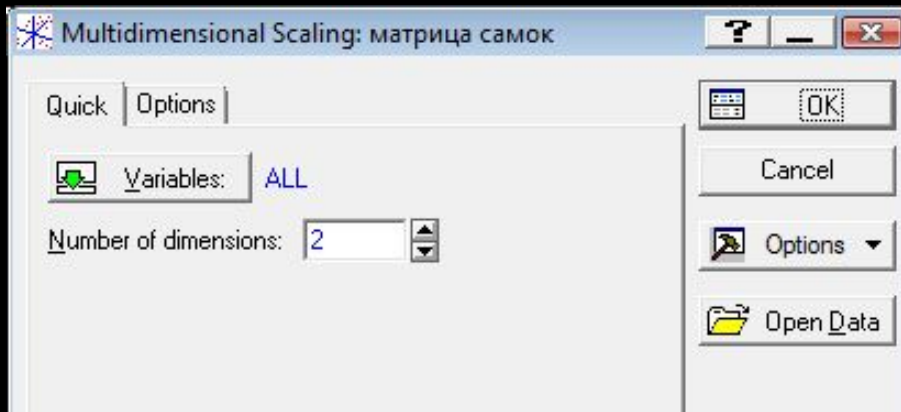 Multidimensional Scaling: матрица самок
?
Quick Options
OK
Variables: ALL
Cancel
Number of dimensions: 2
Options
Open Data